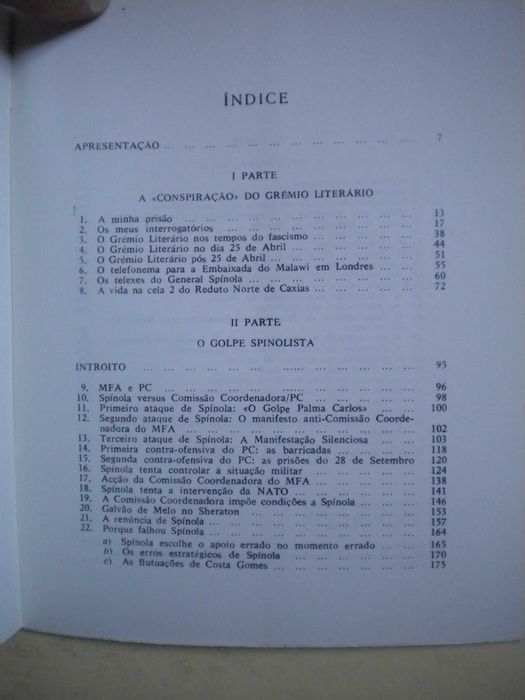 ÍNDICE
APRESENTAÇÃO ... ... ... ... ... ... ... ... ... ... ... ... 7
I PARTE
A «CONSPIRAÇÃO» DO GRÉMIO LITERÁRIO
1. A minha prisão ... ... ... ... ... ... ... ... ... ... ... 13
2. Os meus interrogatórios ... ... ... ... ... ... ... ... ... 17
3. O Grémio Literário nos tempos do fascismo ... ... ... ... 38
4. O Grémio Literário no dia 25 de Abril ... ... ... ... ... 44
5. O Grémio Literário pós 25 de Abril ... ... ... ... ... ... 51
6. O telefonema para a Embaixada do Malawi em Londres ... ... 55
7. Os telexes do General Spínola ... ... ... ... ... ... ... 60
8. A vida na cela 2 do Reduto Norte de Caxias ... ... ... ... 72
II PARTE
O GOLPE SPINOLISTA
INTRÓITO ... ... ... ... ... ... ... ... ... ... ... 95
9. MFA e PC ... ... ... ... ... ... ... ... ... ... ... 96
10. Spínola versus Comissão Coordenadora/PC ... ... ... ... 98
11. Primeiro ataque de Spínola: «O Golpe Palma Carlos» ... ... 100
12. Segundo ataque de Spínola: O manifesto anti-Comissão Coorde-
nadora do MFA ... ... ... ... ... ... ... ... ... ... 102
13. Terceiro ataque de Spínola: A Manifestação Silenciosa ... ... 103
14. Primeira contra-ofensiva do PC: as barricadas ... ... ... 118
15. Segunda contra-ofensiva do PC: as prisões do 28 de Setembro 120
16. Spínola tenta controlar a situação militar ... ... ... ... 124
17. Acção da Comissão Coordenadora do MFA ... ... ... ... 138
18. Spínola tenta a intervenção da NATO ... ... ... ... ... 141
19. A Comissão Coordenadora impõe condições a Spínola ... ... 146
20. Galvão de Melo no Sheraton ... ... ... ... ... ... ... 153
21. A renúncia de Spínola ... ... ... ... ... ... ... ... 157
22. Porque falhou Spínola ... ... ... ... ... ... ... ... 164
a) Spínola escolhe o apoio errado no momento errado ... ... 165
b) Os erros estratégicos de Spínola ... ... ... ... ... ... 170
c) As flutuações de Costa Gomes ... ... ... ... ... ... 175